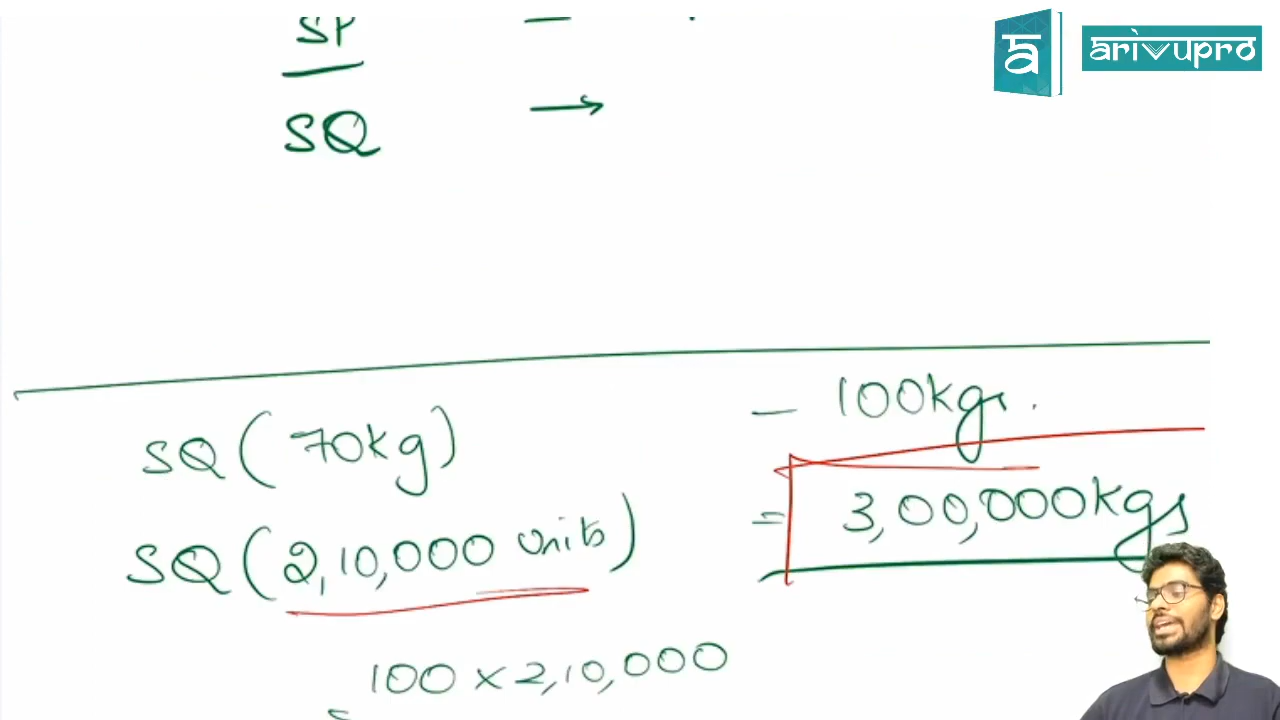 SP –
arivupro
SQ →
SQ (70kg) – 100kgs.
SQ (2,10,000 units) = 3,00,000kgs
100 × 2,10,000